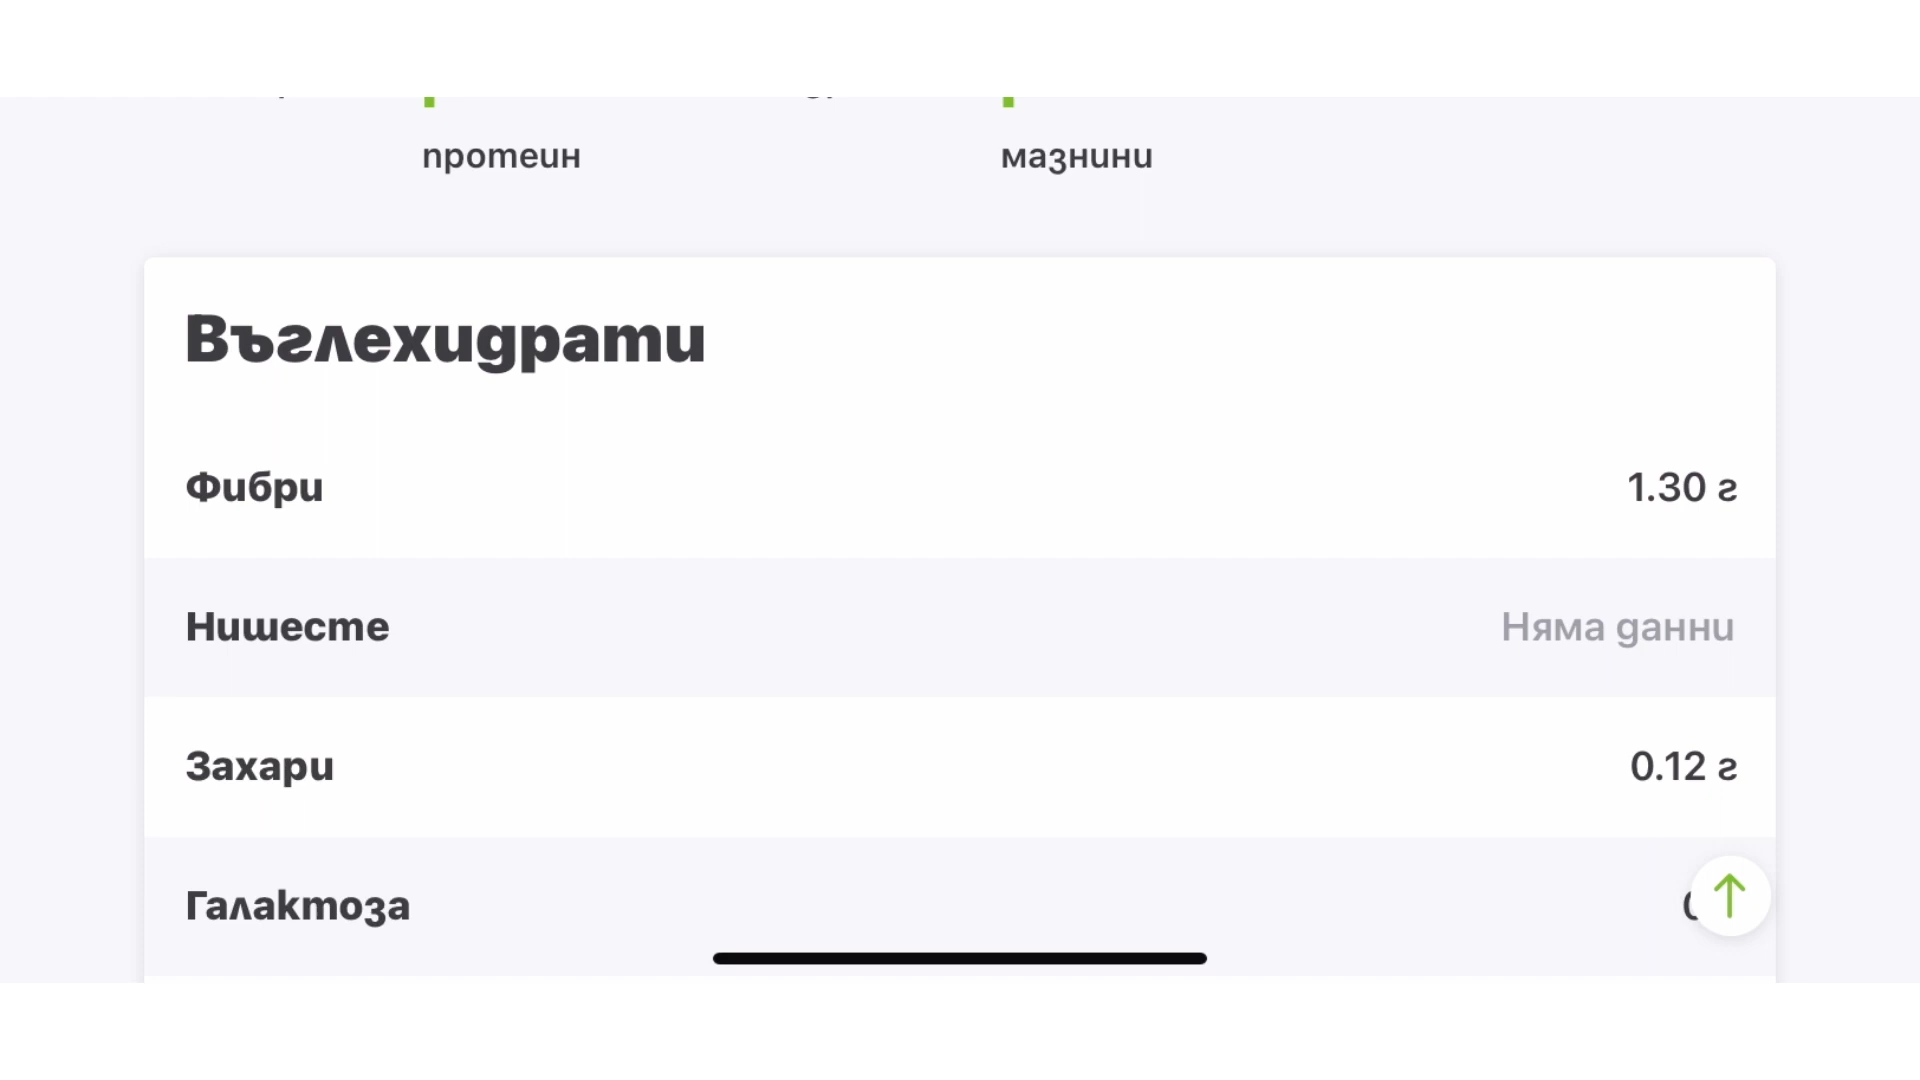 протеин
мазнини
Въглехидрати
Фибри 1.30 г
Нишесте Няма данни
Захари 0.12 г
Галактоза